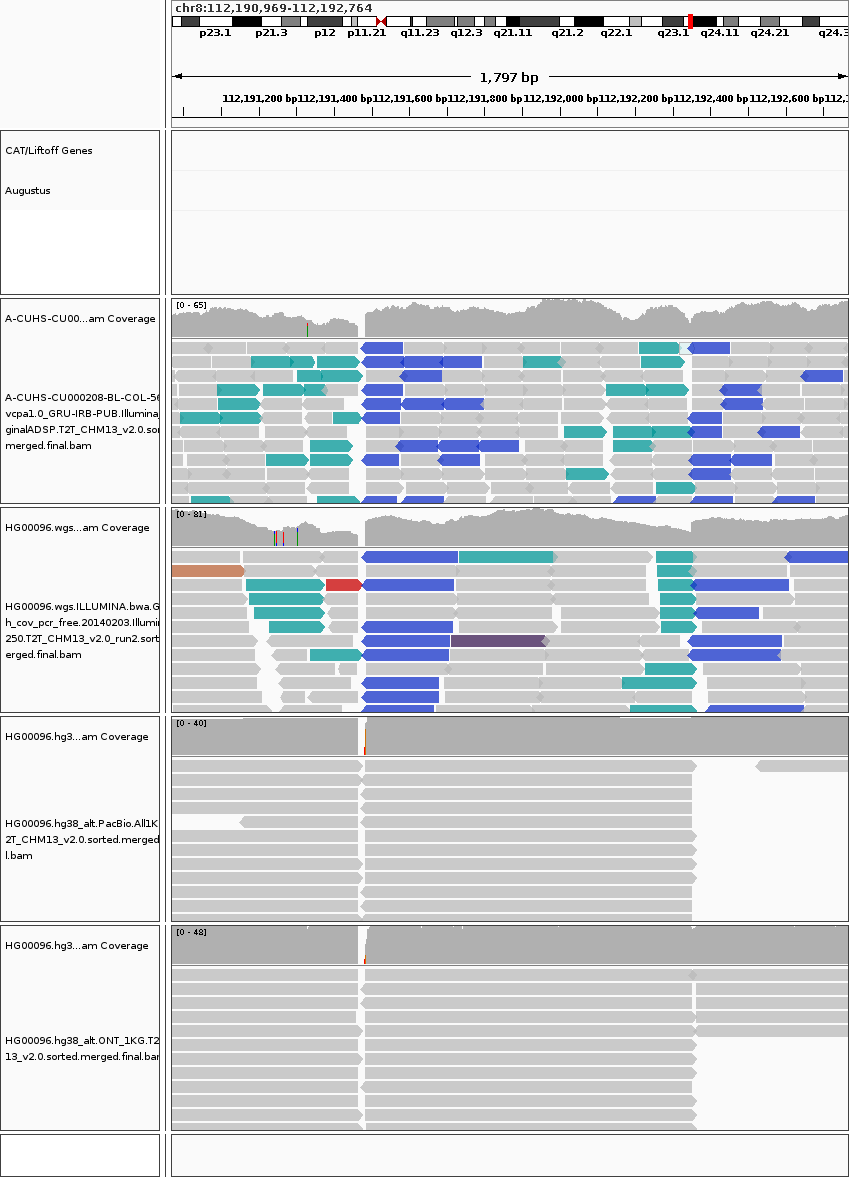 chr8:112,190,969-112,192,764
p23.1 p21.3 p12 p11.21 q11.23 q12.3 q21.11 q21.2 q22.1 q23.1 q24.11 q24.21 q24.3
1,797 bp
112,191,200 bp 112,191,400 bp 112,191,600 bp 112,191,800 bp 112,192,000 bp 112,192,200 bp 112,192,400 bp 112,192,600 bp 112,1
CAT/Liftoff Genes
Augustus
[0 - 65]
A-CUHS-CU00...am Coverage
A-CUHS-CU000208-BL-COL-56
vcpa1.0_GRU-IRB-PUB.Illumina
ginalADSP.T2T_CHM13_v2.0.sor
merged.final.bam
[0 - 81]
HG00096.wgs...am Coverage
HG00096.wgs.ILLUMINA.bwa.G
h_cov_pcr_free.20140203.Illumin
250.T2T_CHM13_v2.0_run2.sort
erged.final.bam
[0 - 40]
HG00096.hg3...am Coverage
HG00096.hg38_alt.PacBio.All1K
2T_CHM13_v2.0.sorted.merged
l.bam
[0 - 48]
HG00096.hg3...am Coverage
HG00096.hg38_alt.ONT_1KG.T2
13_v2.0.sorted.merged.final.bam